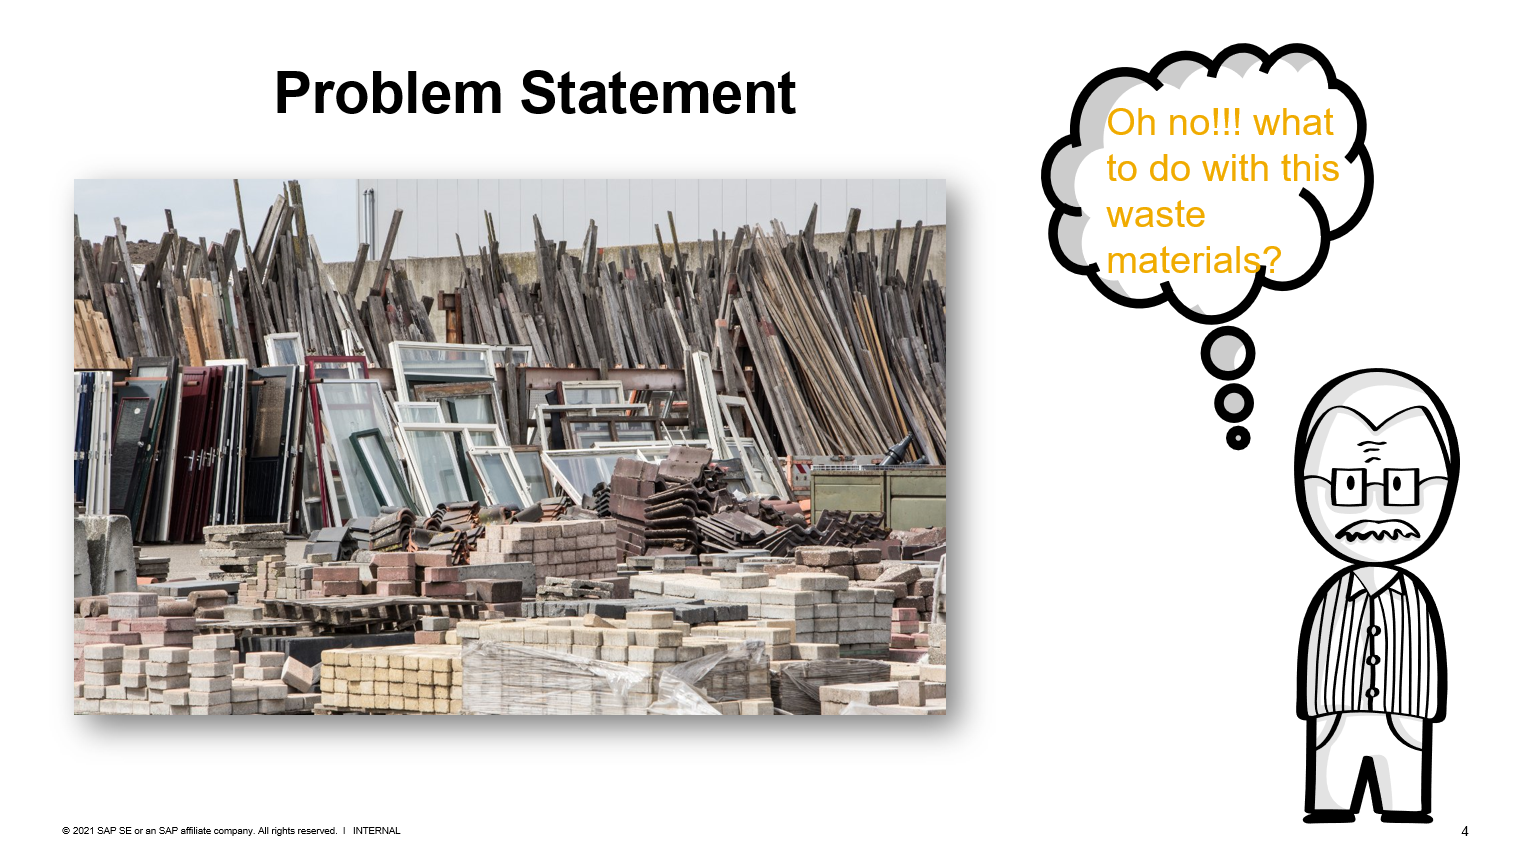 Problem Statement
Oh no!!! what
to do with this
waste
materials?
© 2021 SAP SE or an SAP affiliate company. All rights reserved. I INTERNAL
4